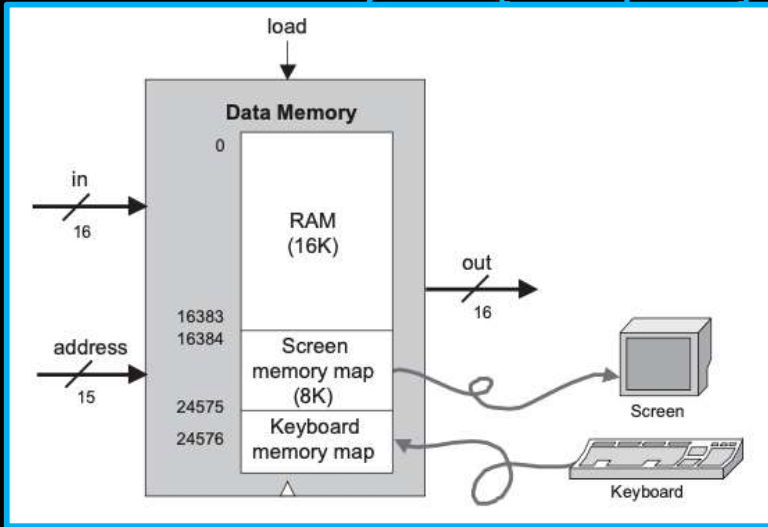 load
Data Memory
0
in
16
RAM
(16K)
out
16
16383
16384
address
15
Screen
memory map
(8K)
24575
24576
Keyboard
memory map
Screen
Keyboard